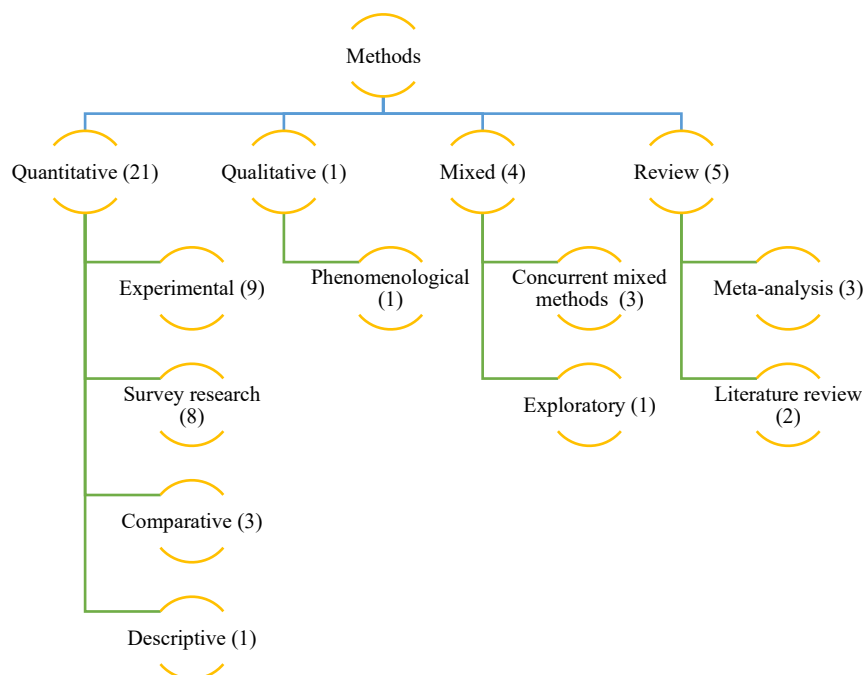 Methods
Quantitative (21)
Qualitative (1)
Mixed (4)
Review (5)
Experimental (9)
Phenomenological
(1)
Concurrent mixed
methods (3)
Meta-analysis (3)
Survey research
(8)
Exploratory (1)
Literature review
(2)
Comparative (3)
Descriptive (1)